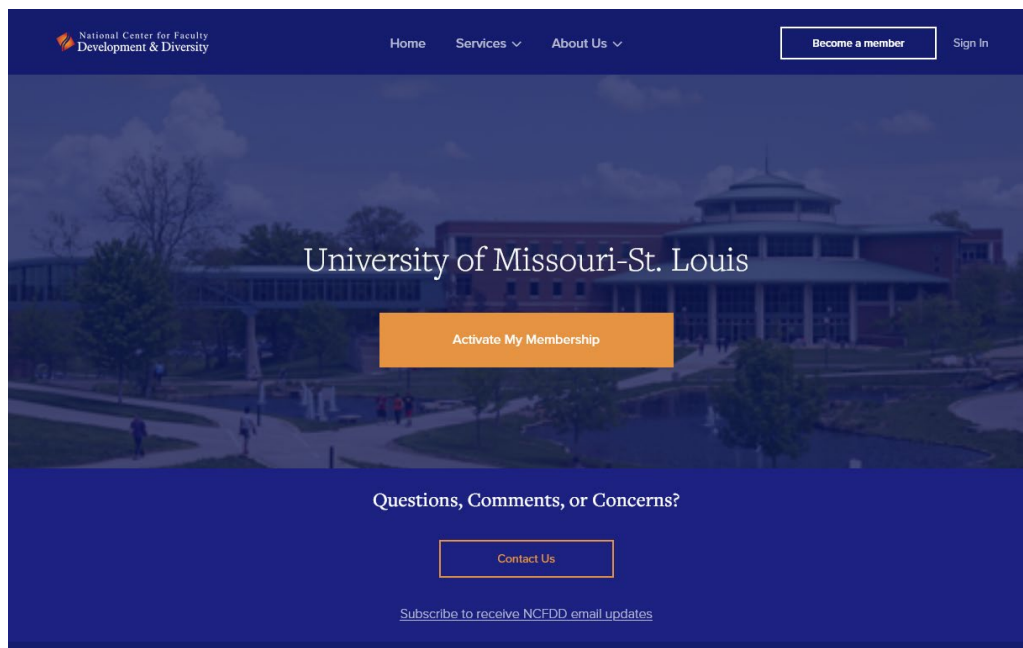 National Center for Faculty
Development & Diversity
Home Services About Us Become a member Sign In
University of Missouri-St. Louis
Activate My Membership
Questions, Comments, or Concerns?
Contact Us
Subscribe to receive NCFDD email updates